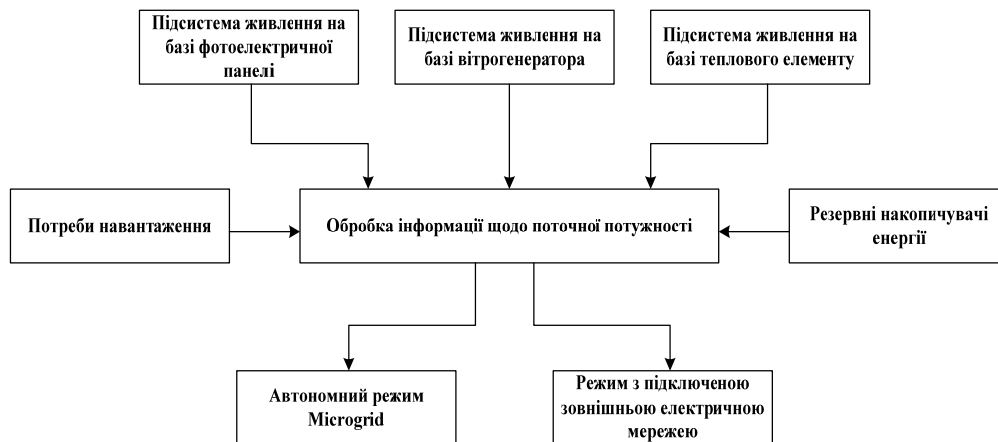 Підсистема живлення на
базі фотоелектричної
панелі
Підсистема живлення на
базі вітрогенератора
Підсистема живлення на
базі теплового елементу
Потреби навантаження
Обробка інформації щодо поточної потужності
Резервні накопичувачі
енергії
Автономний режим
Microgrid
Режим з підключеною
зовнішньою електричною
мережею